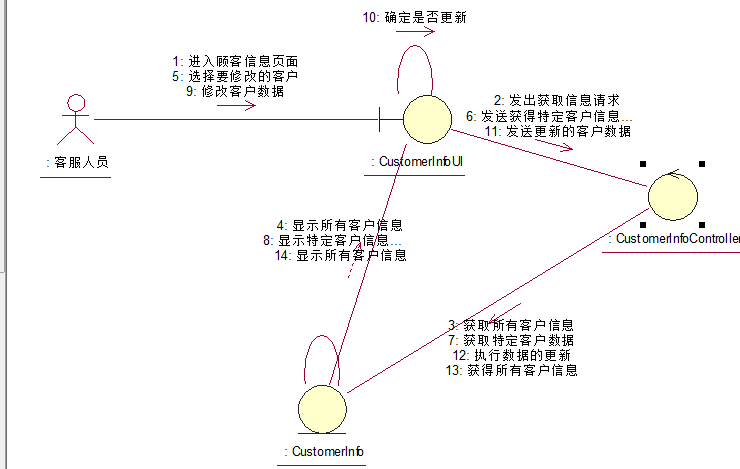 10: 确定是否更新
1: 进入顾客信息页面
5: 选择要修改的客户
9: 修改客户数据
2: 发出获取信息请求
6: 发送获得特定客户信息...
11: 发送更新的客户数据
: 客服人员
: CustomerInfoUI
4: 显示所有客户信息
8: 显示特定客户信息...
14: 显示所有客户信息
: CustomerInfoController
3: 获取所有客户信息
7: 获取特定客户数据
12: 执行数据的更新
13: 获得所有客户信息
: CustomerInfo